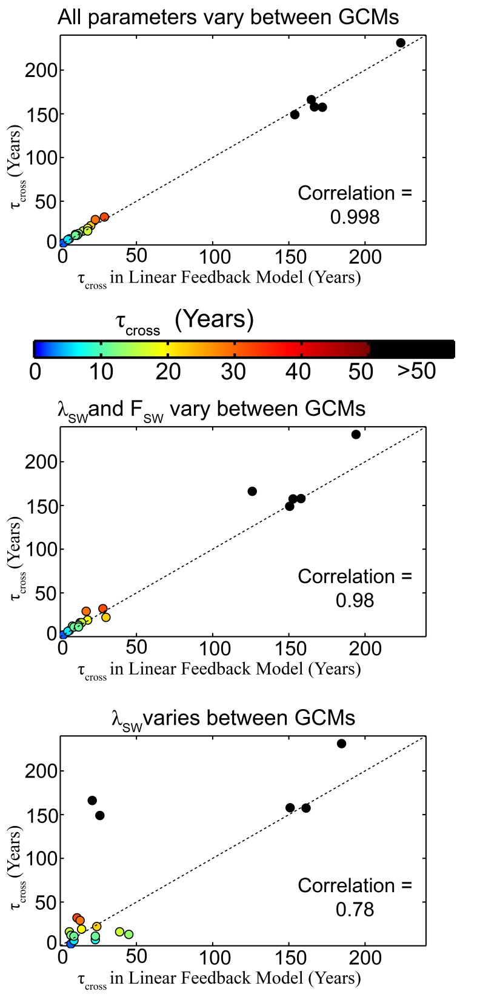 All parameters vary between GCMs
200
150
100
50
0
τcross (Years)
Correlation =
0.998
0 50 100 150 200
τcross in Linear Feedback Model (Years)
τcross (Years)
0 10 20 30 40 50 >50
λSW and FSW vary between GCMs
200
150
100
50
0
τcross (Years)
Correlation =
0.98
0 50 100 150 200
τcross in Linear Feedback Model (Years)
λSW varies between GCMs
200
150
100
50
0
τcross (Years)
Correlation =
0.78
0 50 100 150 200
τcross in Linear Feedback Model (Years)